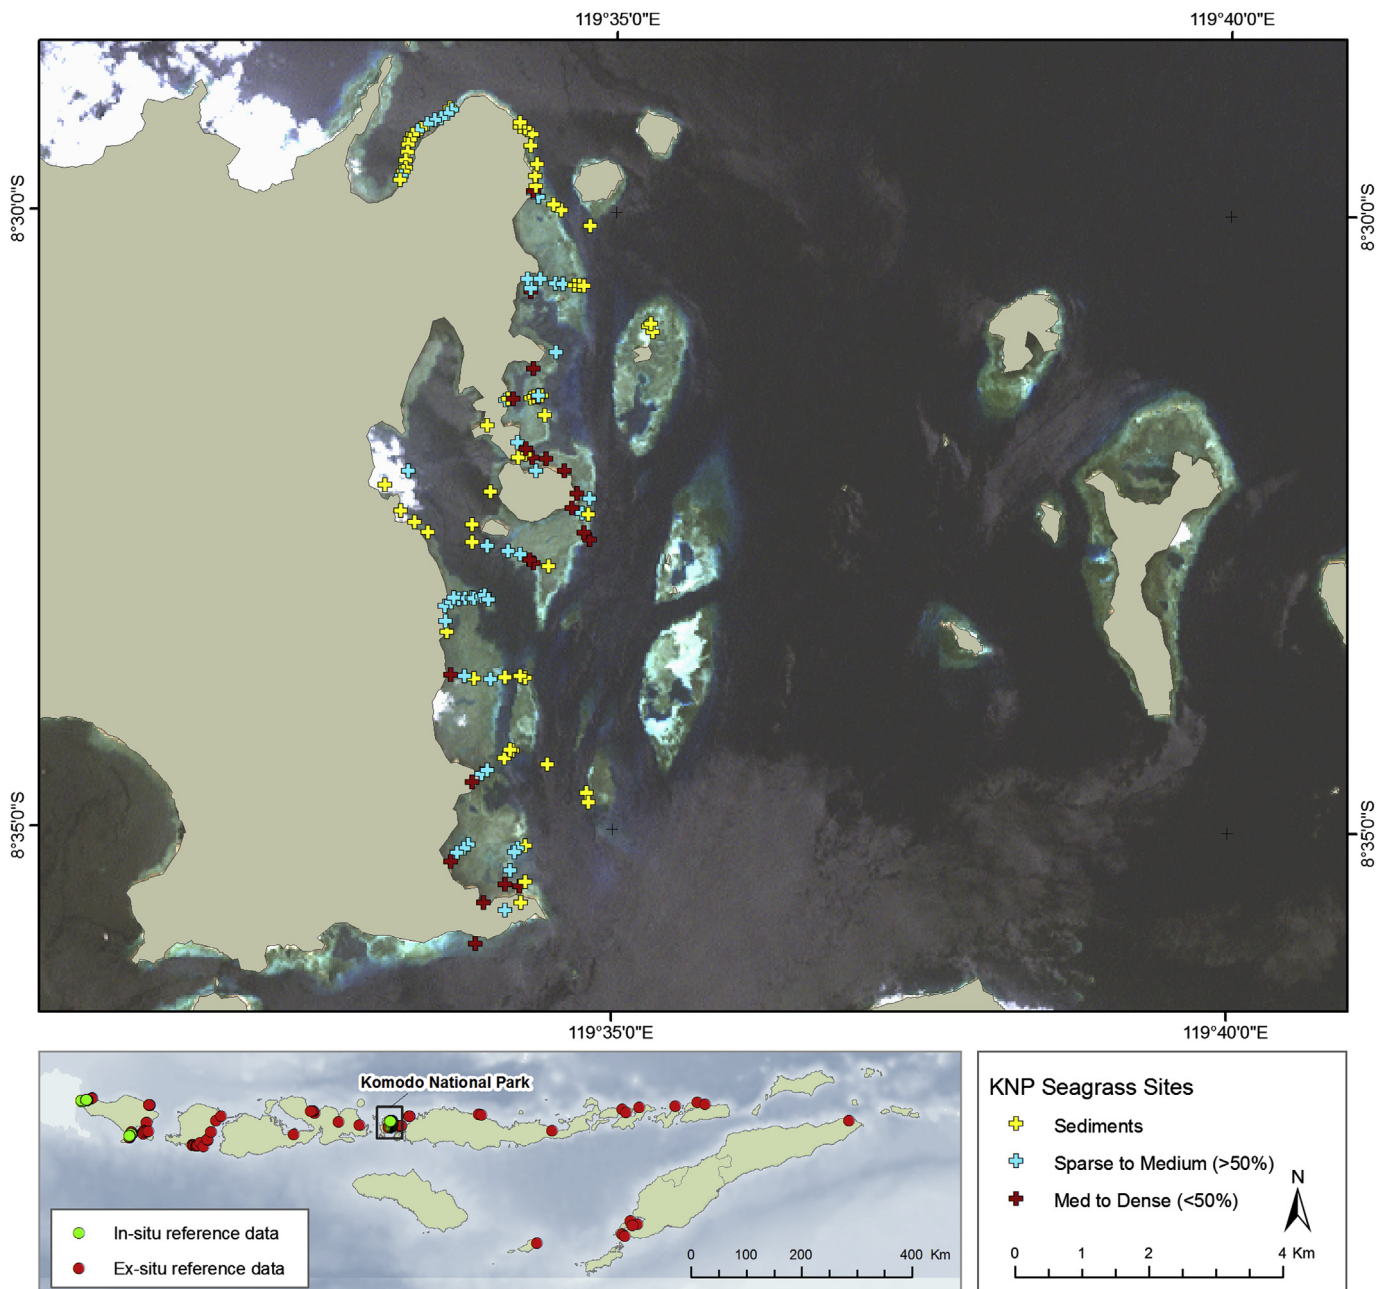 119°35'0"E
119°40'0"E
8°30'0"S
8°30'0"S
8°35'0"S
8°35'0"S
119°35'0"E
119°40'0"E
Komodo National Park
In-situ reference data
Ex-situ reference data
0 100 200 400 Km
KNP Seagrass Sites
Sediments
Sparse to Medium (>50%)
Med to Dense (<50%)
N
0 1 2 4 Km